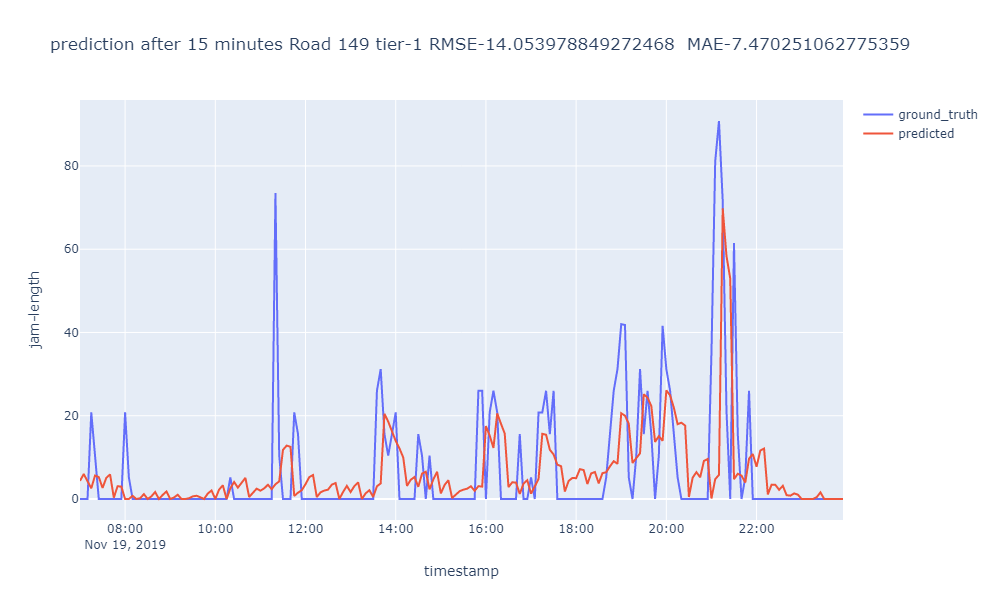 prediction after 15 minutes Road 149 tier-1 RMSE-14.053978849272468  MAE-7.470251062775359
ground_truth
predicted
80
60
40
20
0
jam-length
08:00 10:00 12:00 14:00 16:00 18:00 20:00 22:00
Nov 19, 2019
timestamp